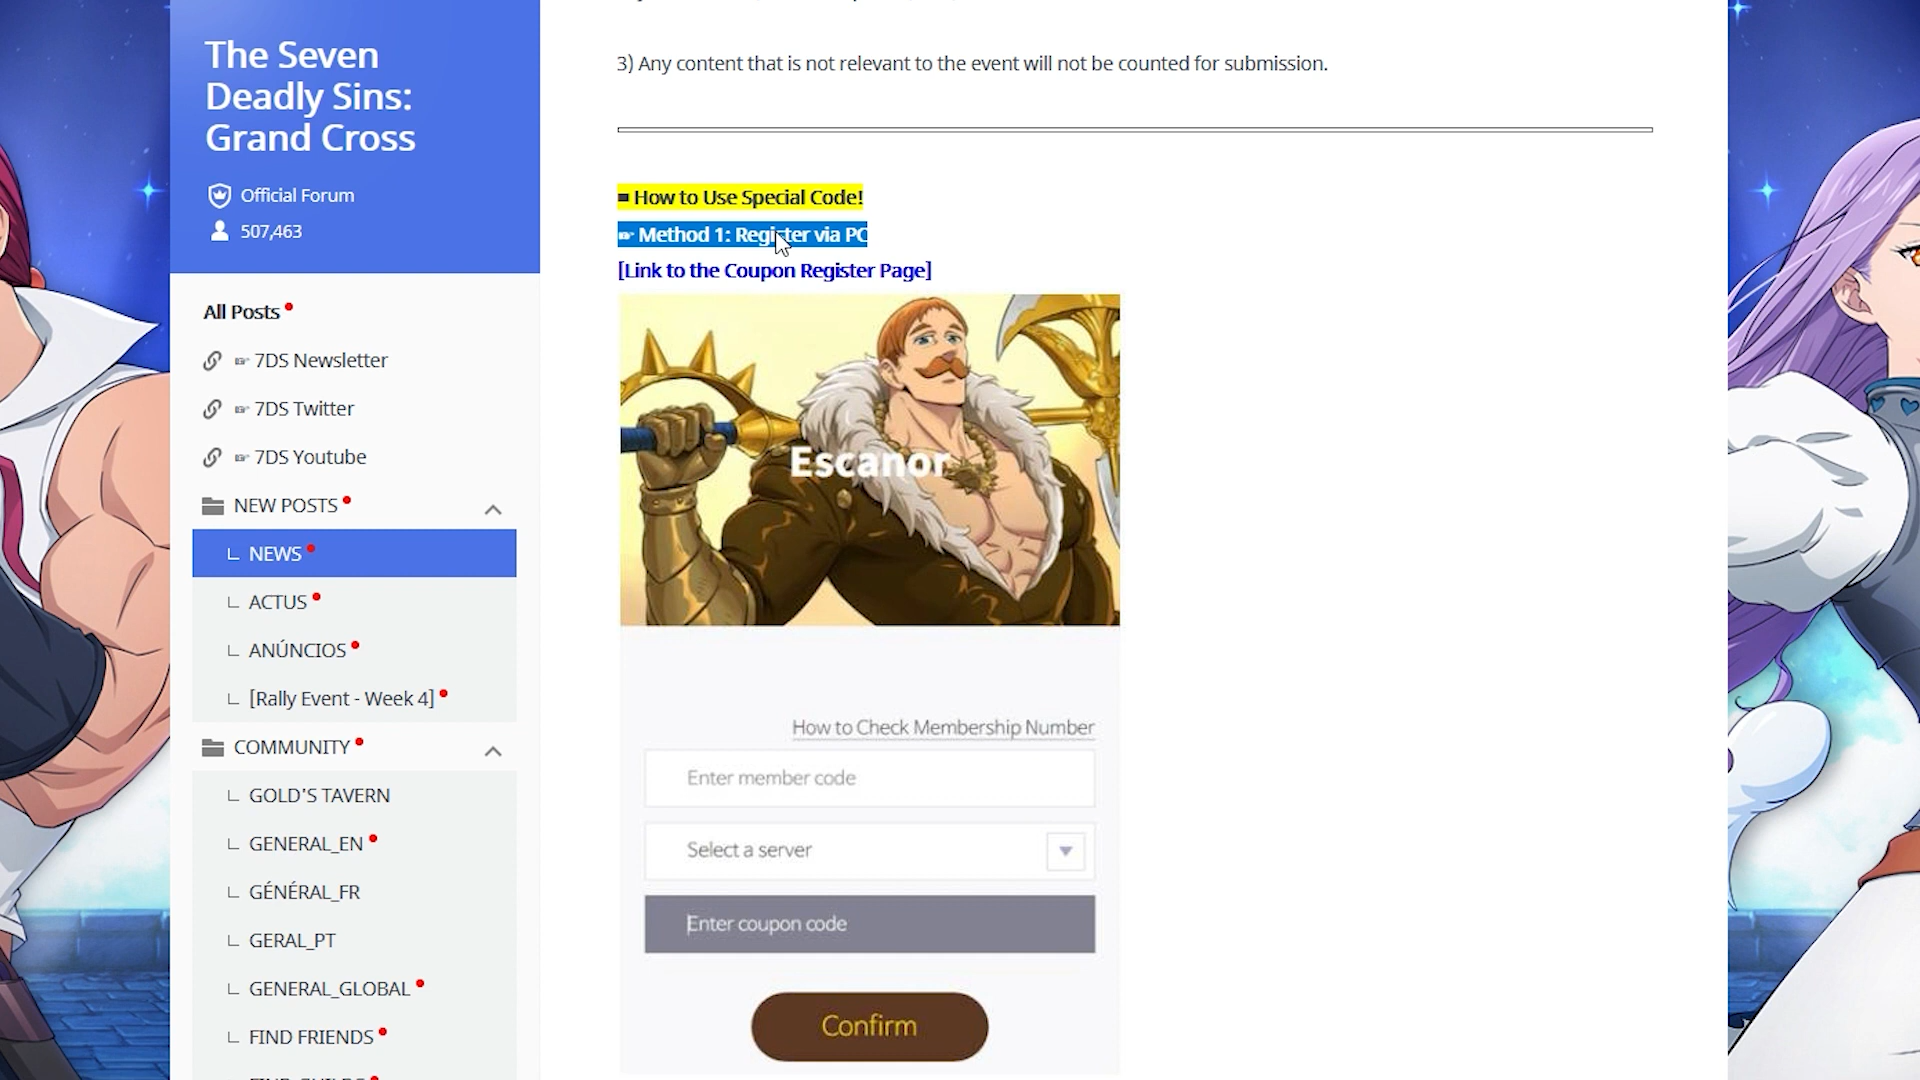 The Seven
Deadly Sins:
Grand Cross
Official Forum
507,463
All Posts
7DS Newsletter
7DS Twitter
7DS Youtube
NEW POSTS
NEWS
ACTUS
ANÚNCIOS
[Rally Event - Week 4]
COMMUNITY
GOLD'S TAVERN
GENERAL_EN
GÉNÉRAL_FR
GERAL_PT
GENERAL_GLOBAL
FIND FRIENDS
3) Any content that is not relevant to the event will not be counted for submission.
■ How to Use Special Code!
☞ Method 1: Register via PC
[Link to the Coupon Register Page]
Escanor
How to Check Membership Number
Enter member code
Select a server
Enter coupon code
Confirm